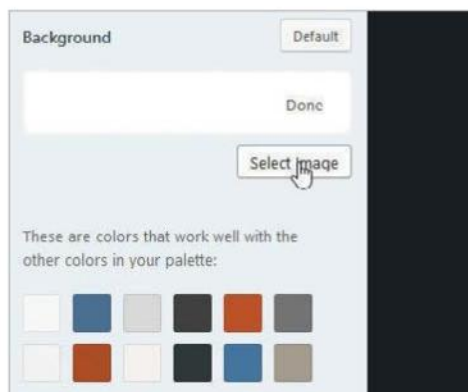 Background
Default
Done
Select Image
These are colors that work well with the
other colors in your palette: